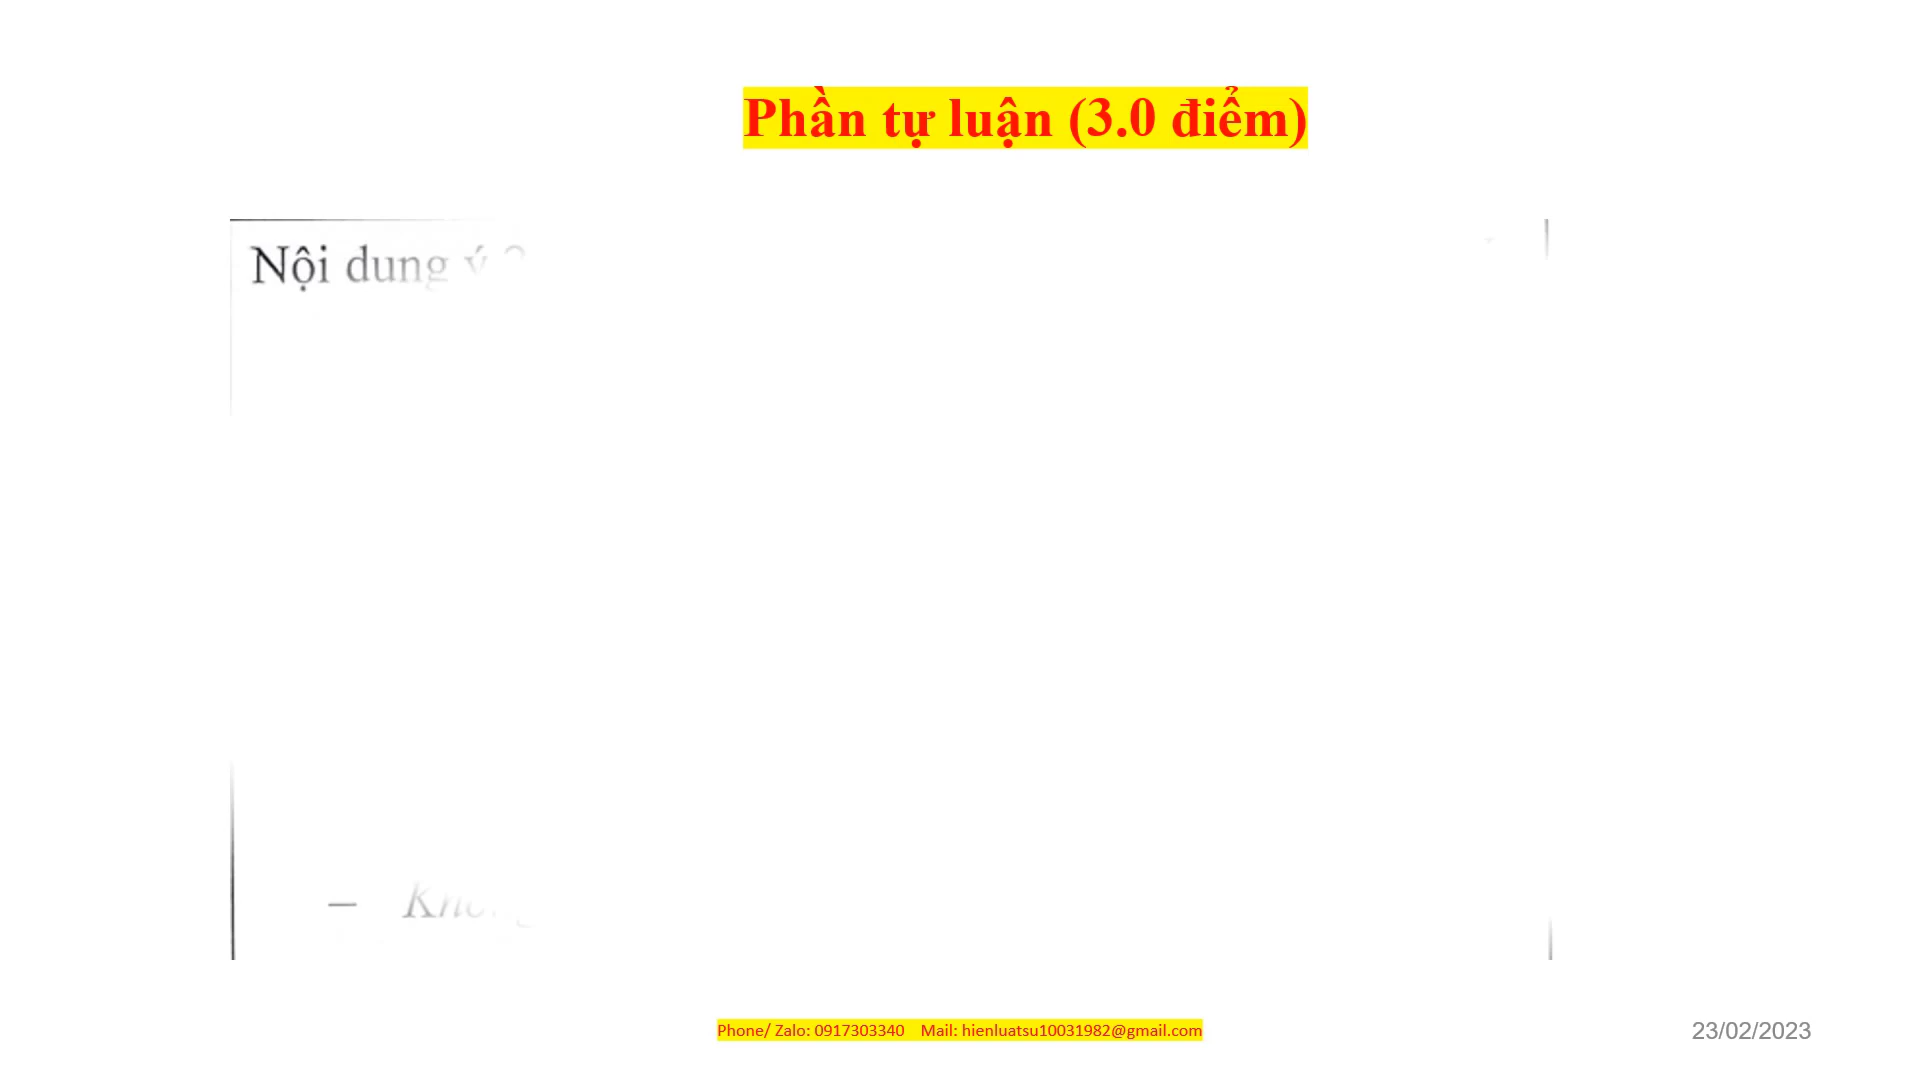 Phần tự luận (3.0 điểm)
Nội dung ý
Phone/ Zalo: 0917303340 Mail: hienluatsu10031982@gmail.com
23/02/2023